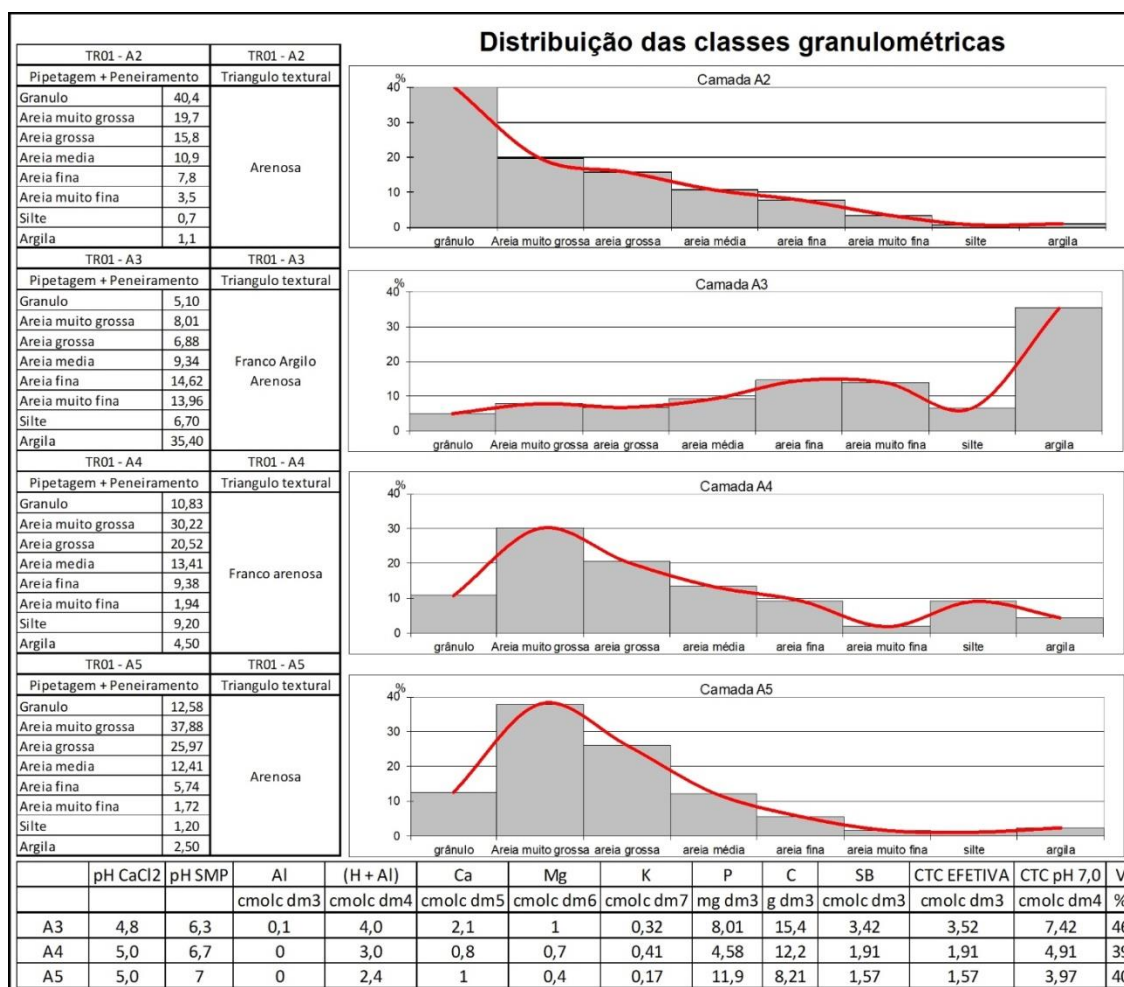 Distribuição das classes granulométricas
TR01 - A2 TR01 - A2
Pipetagem + Peneiramento Triangulo textural
Granulo 40,4
Areia muito grossa 19,7
Areia grossa 15,8
Areia media 10,9
Areia fina 7,8
Areia muito fina 3,5
Silte 0,7
Argila 1,1
Arenosa
% Camada A2
40
30
20
10
0
grânulo Areia muito grossa areia grossa areia média areia fina areia muito fina silte argila
TR01 - A3 TR01 - A3
Pipetagem + Peneiramento Triangulo textural
Granulo 5,10
Areia muito grossa 8,01
Areia grossa 6,88
Areia media 9,34
Areia fina 14,62
Areia muito fina 13,96
Silte 6,70
Argila 35,40
Franco Argilo
Arenosa
% Camada A3
40
30
20
10
0
grânulo Areia muito grossa areia grossa areia média areia fina areia muito fina silte argila
TR01 - A4 TR01 - A4
Pipetagem + Peneiramento Triangulo textural
Granulo 10,83
Areia muito grossa 30,22
Areia grossa 20,52
Areia media 13,41
Areia fina 9,38
Areia muito fina 1,94
Silte 9,20
Argila 4,50
Franco arenosa
% Camada A4
40
30
20
10
0
grânulo Areia muito grossa areia grossa areia média areia fina areia muito fina silte argila
TR01 - A5 TR01 - A5
Pipetagem + Peneiramento Triangulo textural
Granulo 12,58
Areia muito grossa 37,88
Areia grossa 25,97
Areia media 12,41
Areia fina 5,74
Areia muito fina 1,72
Silte 1,20
Argila 2,50
Arenosa
% Camada A5
40
30
20
10
0
grânulo Areia muito grossa areia grossa areia média areia fina areia muito fina silte argila
pH CaCl2 pH SMP Al (H + Al) Ca Mg K P C SB CTC EFETIVA CTC pH 7,0 V
cmolc dm3 cmolc dm4 cmolc dm5 cmolc dm6 cmolc dm7 mg dm3 g dm3 cmolc dm3 cmolc dm3 cmolc dm4 %
A3 4,8 6,3 0,1 4,0 2,1 1 0,32 8,01 15,4 3,42 3,52 7,42 46
A4 5,0 6,7 0 3,0 0,8 0,7 0,41 4,58 12,2 1,91 1,91 4,91 39
A5 5,0 7 0 2,4 1 0,4 0,17 11,9 8,21 1,57 1,57 3,97 40